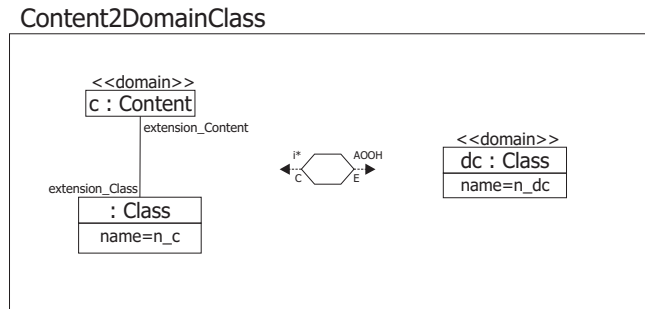 Content2DomainClass
<<domain>>
c : Content
extension_Content
extension_Class
: Class
name=n_c
i*
AOOH
C
E
<<domain>>
dc : Class
name=n_dc